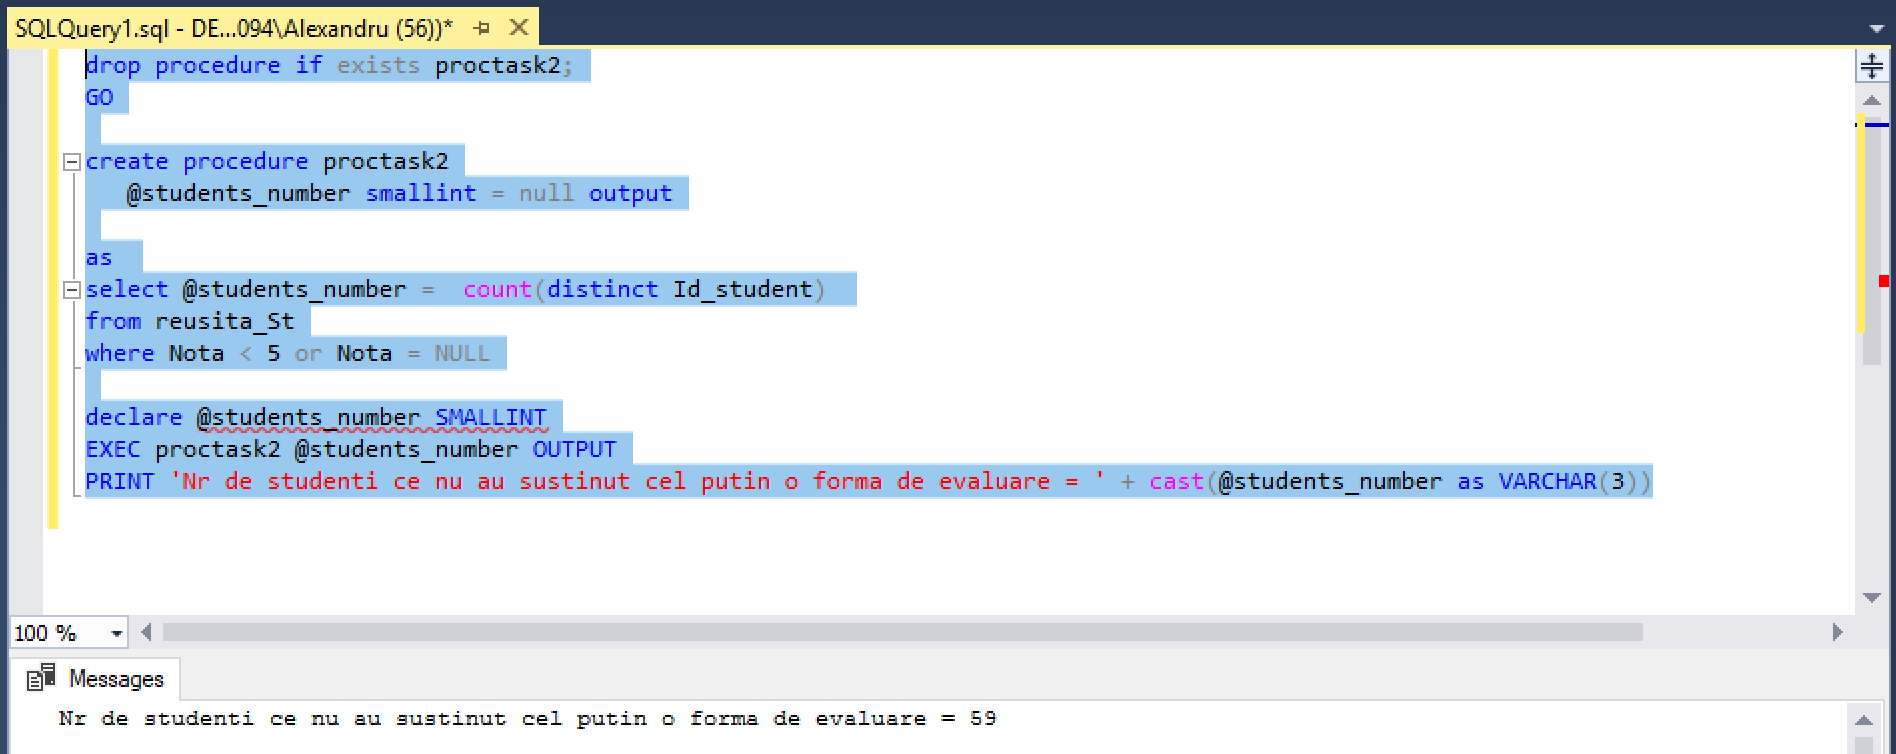 SQLQuery1.sql - DE...094\Alexandru (56))*
drop procedure if exists proctask2;
GO
create procedure proctask2
@students_number smallint = null output
as
select @students_number =  count(distinct Id_student)
from reusita_St
where Nota < 5 or Nota = NULL
declare @students_number SMALLINT
EXEC proctask2 @students_number OUTPUT
PRINT 'Nr de studenti ce nu au sustinut cel putin o forma de evaluare = ' + cast(@students_number as VARCHAR(3))
100 %
Messages
Nr de studenti ce nu au sustinut cel putin o forma de evaluare = 59